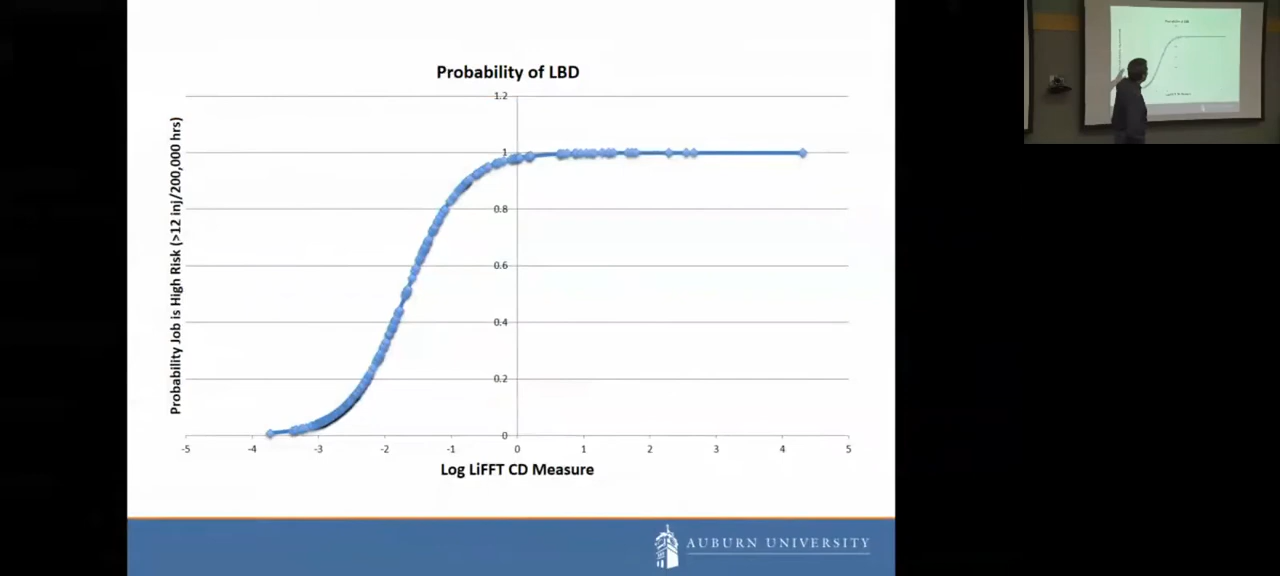 Probability of LBD
Probability Job is High Risk (>12 inj/200,000 hrs)
1.2
1
0.8
0.6
0.4
0.2
0
-5 -4 -3 -2 -1 0 1 2 3 4 5
Log LiFFT CD Measure
AUBURN UNIVERSITY